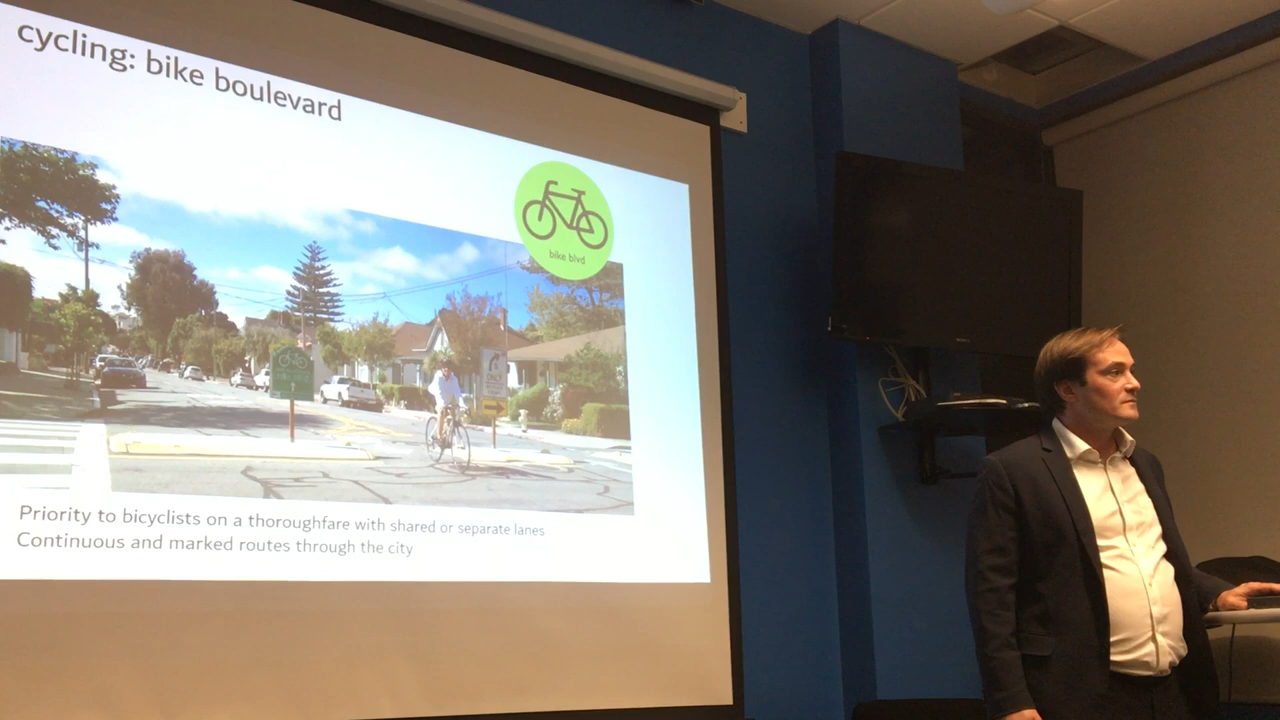 cycling: bike boulevard
bike blvd
Priority to bicyclists on a thoroughfare with shared or separate lanes
Continuous and marked routes through the city